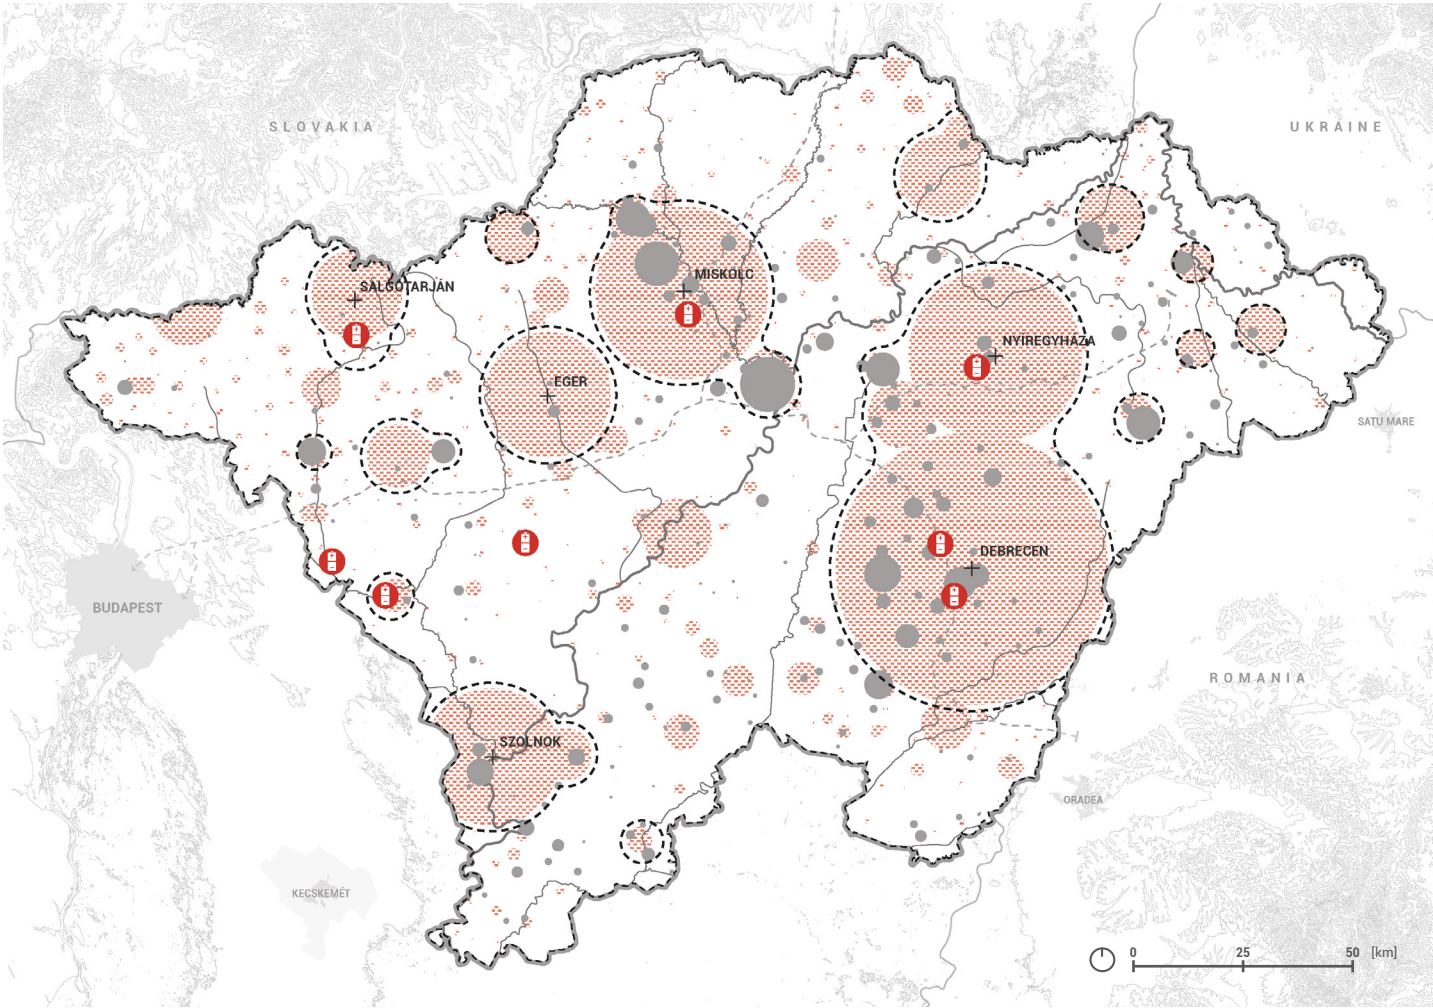 SLOVAKIA
UKRAINE
MISKOLC
SALGÓTARJÁN
NYÍREGYHÁZA
EGER
SATU MARE
DEBRECEN
BUDAPEST
ROMANIA
SZOLNOK
ORADEA
KECSKEMÉT
0 25 50 [km]